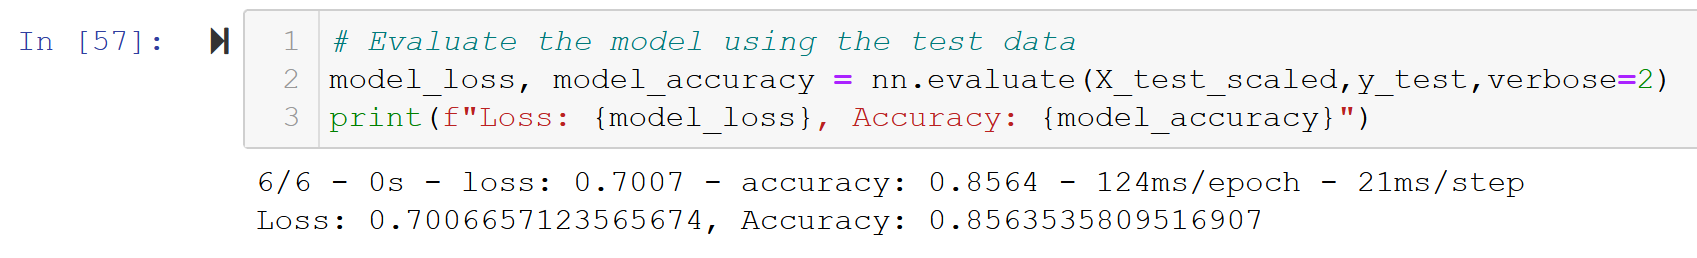 In [57]:
1 # Evaluate the model using the test data
2 model_loss, model_accuracy = nn.evaluate(X_test_scaled,y_test,verbose=2)
3 print(f"Loss: {model_loss}, Accuracy: {model_accuracy}")
6/6 - 0s - loss: 0.7007 - accuracy: 0.8564 - 124ms/epoch - 21ms/step
Loss: 0.7006657123565674, Accuracy: 0.8563535809516907